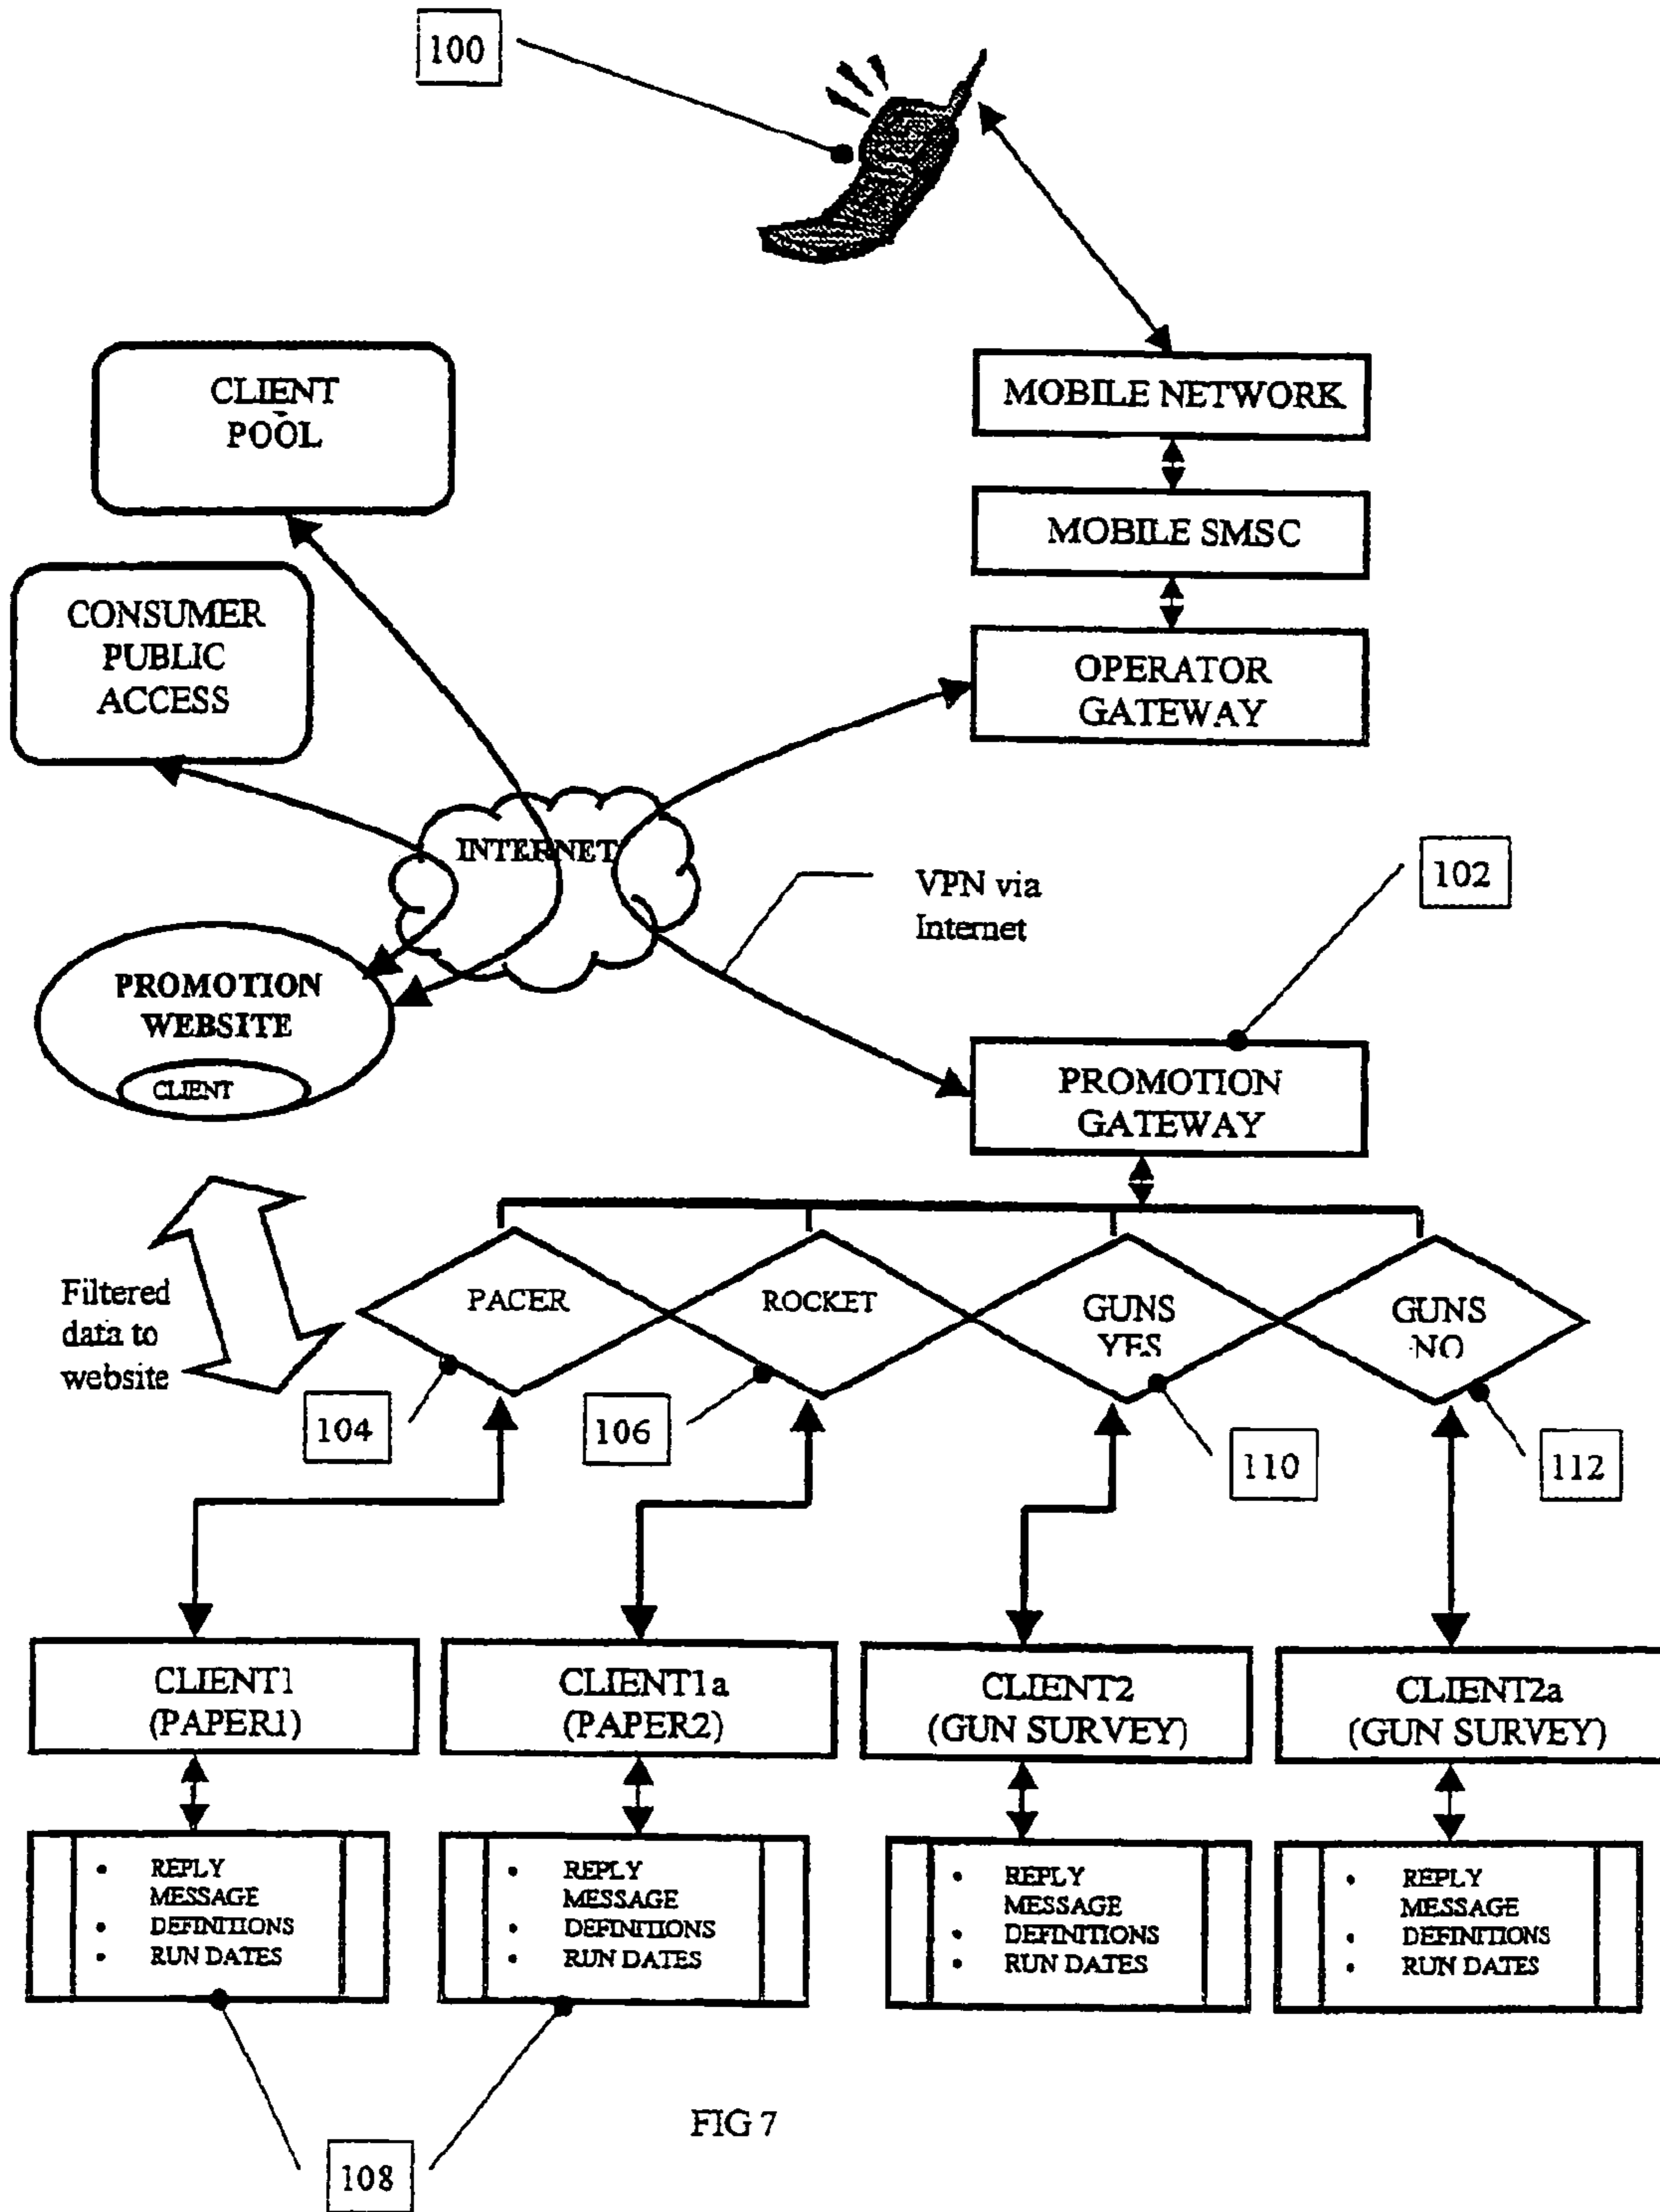 100
CLIENT
POOL
MOBILE NETWORK
MOBILE SMSC
CONSUMER
PUBLIC
ACCESS
OPERATOR
GATEWAY
INTERNET
VPN via
Internet
102
PROMOTION
WEBSITE
CLIENT
PROMOTION
GATEWAY
Filtered
data to
website
PACER
ROCKET
GUNS
YES
GUNS
NO
104
106
110
112
CLIENT1
(PAPER1)
CLIENT1a
(PAPER2)
CLIENT2
(GUN SURVEY)
CLIENT2a
(GUN SURVEY)
• REPLY
MESSAGE
• DEFINITIONS
• RUN DATES
• REPLY
MESSAGE
• DEFINITIONS
• RUN DATES
• REPLY
MESSAGE
• DEFINITIONS
• RUN DATES
• REPLY
MESSAGE
• DEFINITIONS
• RUN DATES
108
FIG 7